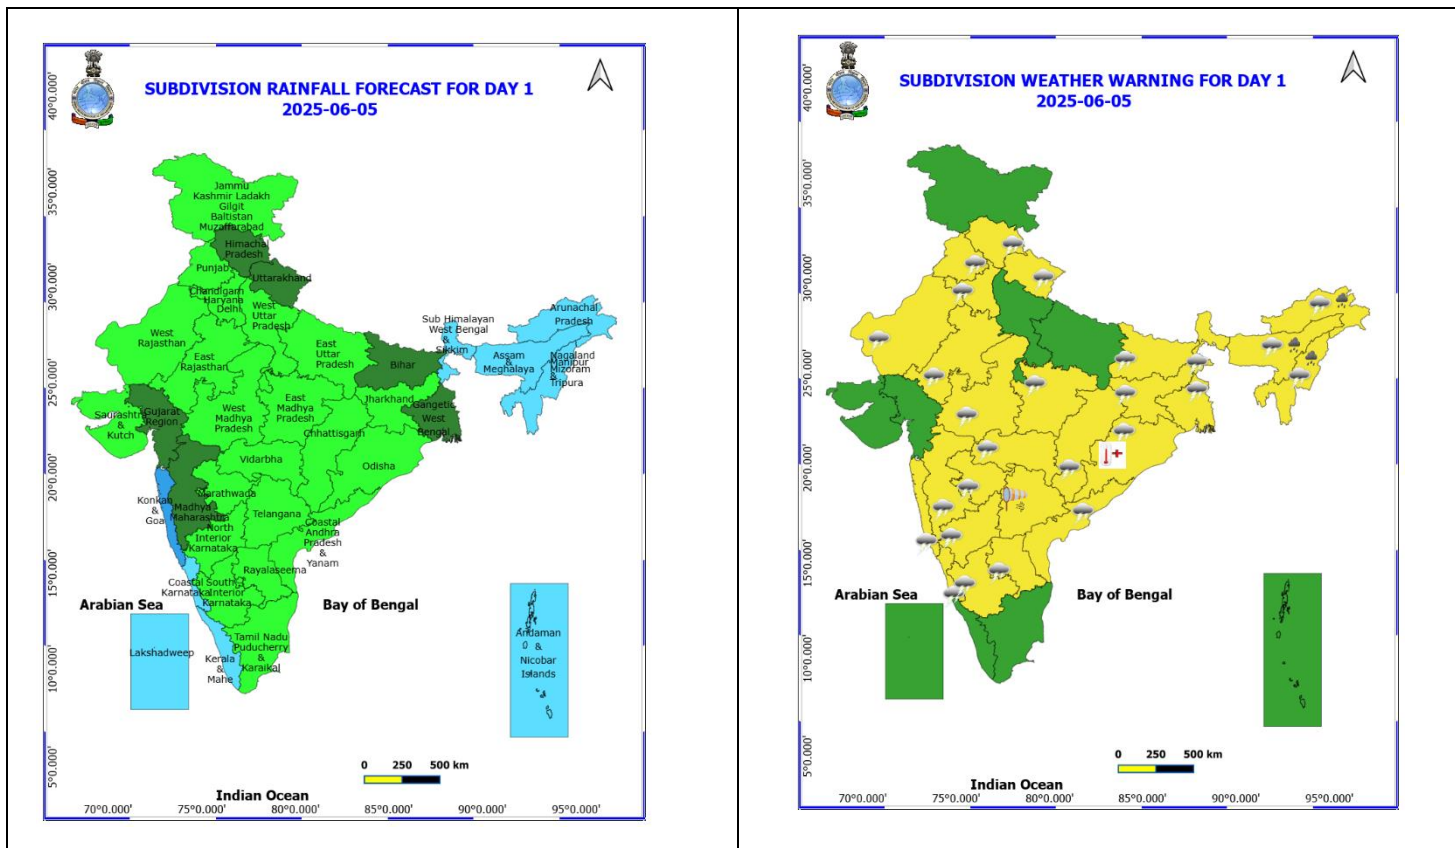 SUBDIVISION RAINFALL FORECAST FOR DAY 1
2025-06-05
40°0.000'
35°0.000'
30°0.000'
25°0.000'
20°0.000'
15°0.000'
10°0.000'
5°0.000'
Jammu
Kashmir Ladakh
Gilgit
Baltistan
Muzaffarabad
Himachal
Pradesh
Punjab
Uttarakhand
Chandigarh
Haryana
Delhi
West
Uttar
Pradesh
Arunachal
Pradesh
Sub Himalayan
West Bengal
&
Sikkim
West
Rajasthan
East
Rajasthan
East
Uttar
Pradesh
Bihar
Assam
&
Meghalaya
Nagaland
Manipur
Mizoram
&
Tripura
Jharkhand
Gangetic
West
Bengal
Saurashtra
&
Kutch
Gujarat
Region
West
Madhya
Pradesh
East
Madhya
Pradesh
Chhattisgarh
Vidarbha
Odisha
Konkan
&
Goa
Marathwada
Madhya
Maharashtra
Telangana
North
Interior
Karnataka
Coastal
Andhra
Pradesh
&
Yanam
Rayalaseema
Coastal
Karnataka
South
Interior
Karnataka
Arabian Sea
Bay of Bengal
Lakshadweep
Kerala
&
Mahe
Tamil Nadu
Puducherry
&
Karaikal
Andaman
&
Nicobar
Islands
0 250 500 km
Indian Ocean
70°0.000' 75°0.000' 80°0.000' 85°0.000' 90°0.000' 95°0.000'
SUBDIVISION WEATHER WARNING FOR DAY 1
2025-06-05
40°0.000'
35°0.000'
30°0.000'
25°0.000'
20°0.000'
15°0.000'
10°0.000'
5°0.000'
Arabian Sea
Bay of Bengal
0 250 500 km
Indian Ocean
70°0.000' 75°0.000' 80°0.000' 85°0.000' 90°0.000' 95°0.000'